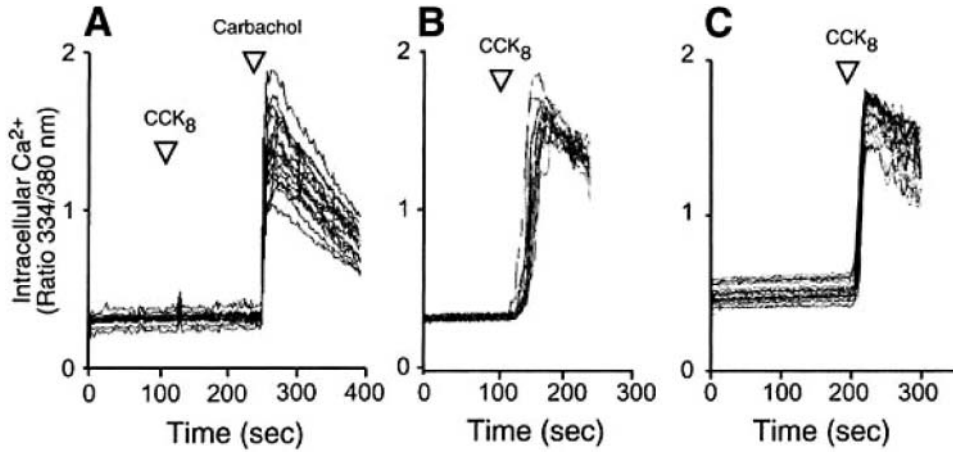 A
Carbachol
CCK8
Intracellular Ca2+
(Ratio 334/380 nm)
2
1
0
0 100 200 300 400
Time (sec)
B
CCK8
2
1
0
0 100 200 300
Time (sec)
C
CCK8
2
1
0
0 100 200 300
Time (sec)